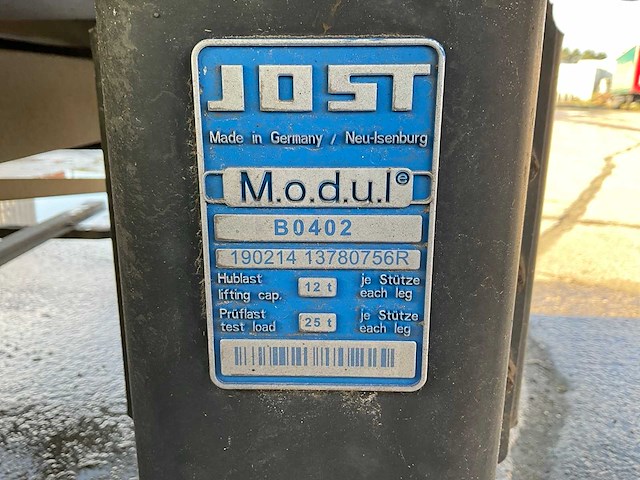 JOST
Made in Germany / Neu-Isenburg
M.o.d.u.l e
B0402
190214 13780756R
Hublast 12 t je Stütze
lifting cap. each leg
Prüflast 25 t je Stütze
test load each leg